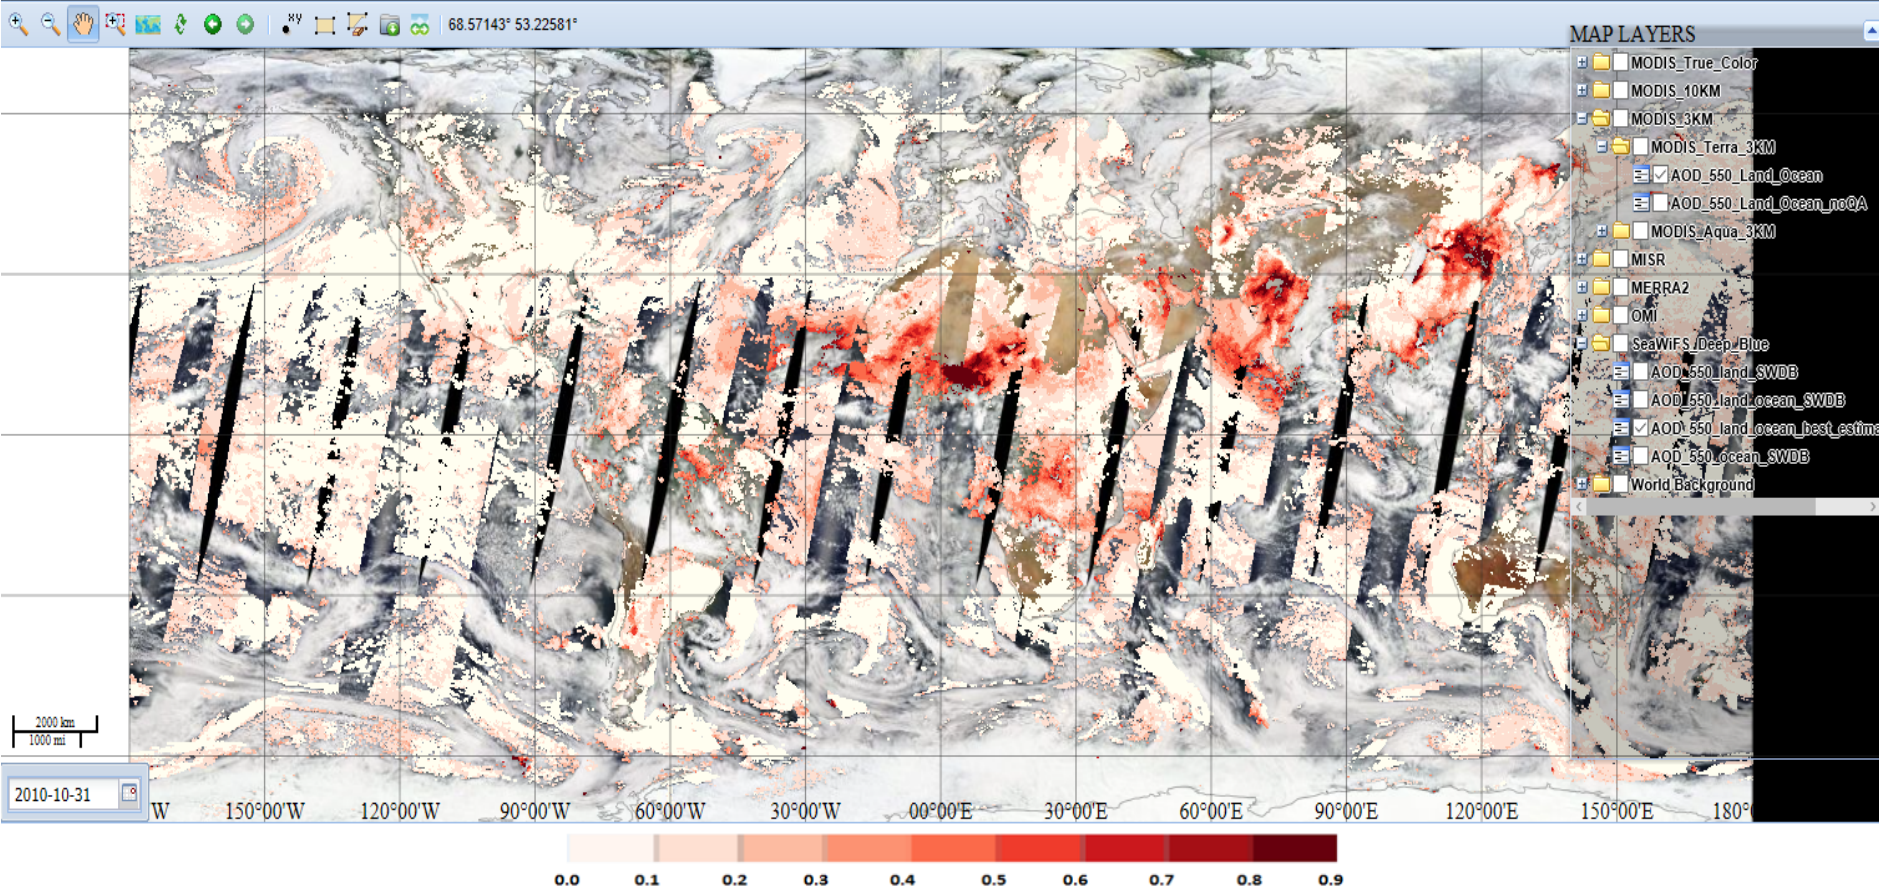 XY
68.57143° 53.22581°
MAP LAYERS
MODIS_True_Color
MODIS_10KM
MODIS_3KM
MODIS_Terra_3KM
AOD_550_Land_Ocean
AOD_550_Land_Ocean_noQA
MODIS_Aqua_3KM
MISR
MERRA2
OMI
SeaWiFS_Deep_Blue
AOD_550_land_SWDB
AOD_550_land_ocean_SWDB
AOD_550_land_ocean_best_estima
AOD_550_ocean_SWDB
World Background
2000 km
1000 mi
2010-10-31
W 150°00'W 120°00'W 90°00'W 60°00'W 30°00'W 00°00'E 30°00'E 60°00'E 90°00'E 120°00'E 150°00'E 180°0
0.0 0.1 0.2 0.3 0.4 0.5 0.6 0.7 0.8 0.9